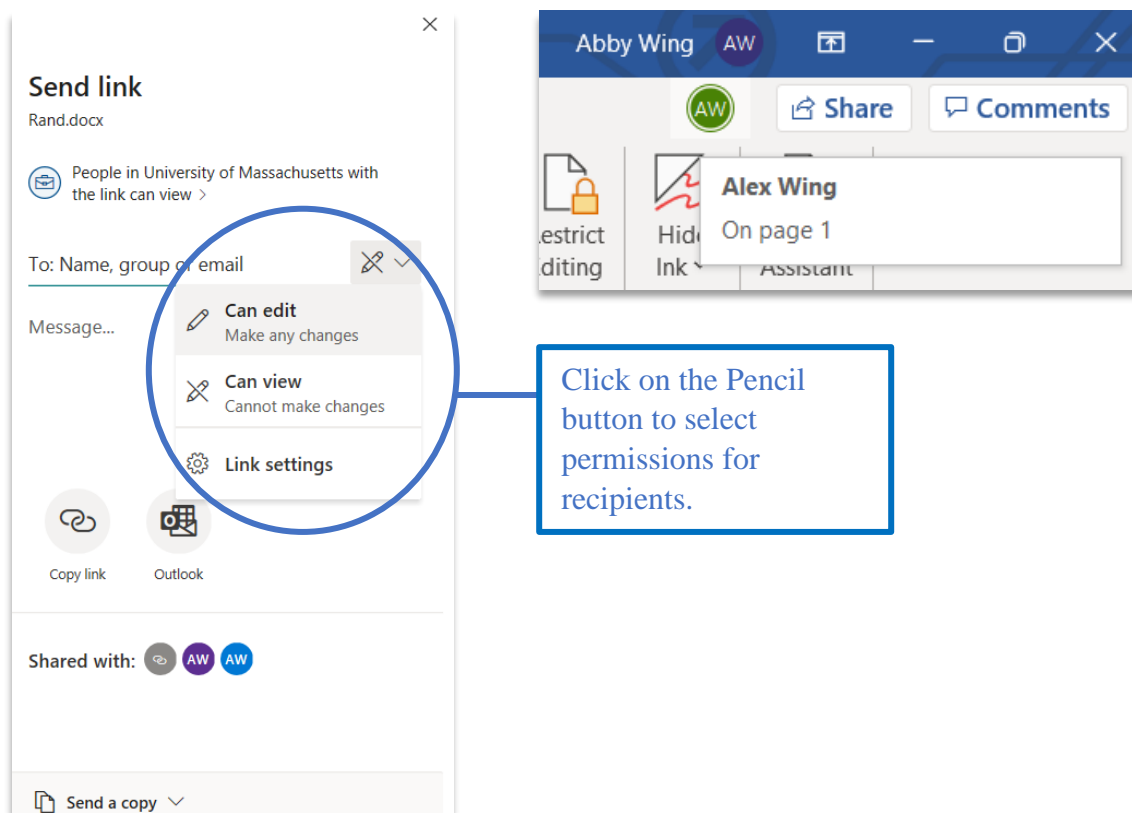 Send link
Rand.docx
People in University of Massachusetts with
the link can view >
To: Name, group or email
Can edit
Make any changes
Message...
Can view
Cannot make changes
Link settings
Copy link
Outlook
Shared with: AW AW
Send a copy
Abby Wing AW
AW Share Comments
Alex Wing
On page 1
estrict
diting
Hide
Ink
Assistant
Click on the Pencil
button to select
permissions for
recipients.